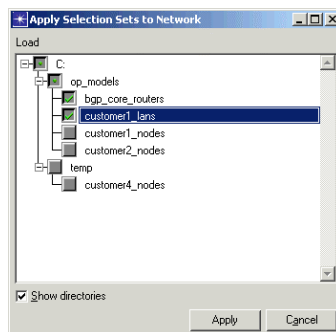 Apply Selection Sets to Network
Load
C:
op_models
bgp_core_routers
customer1_lans
customer1_nodes
customer2_nodes
temp
customer4_nodes
Show directories
Apply
Cancel